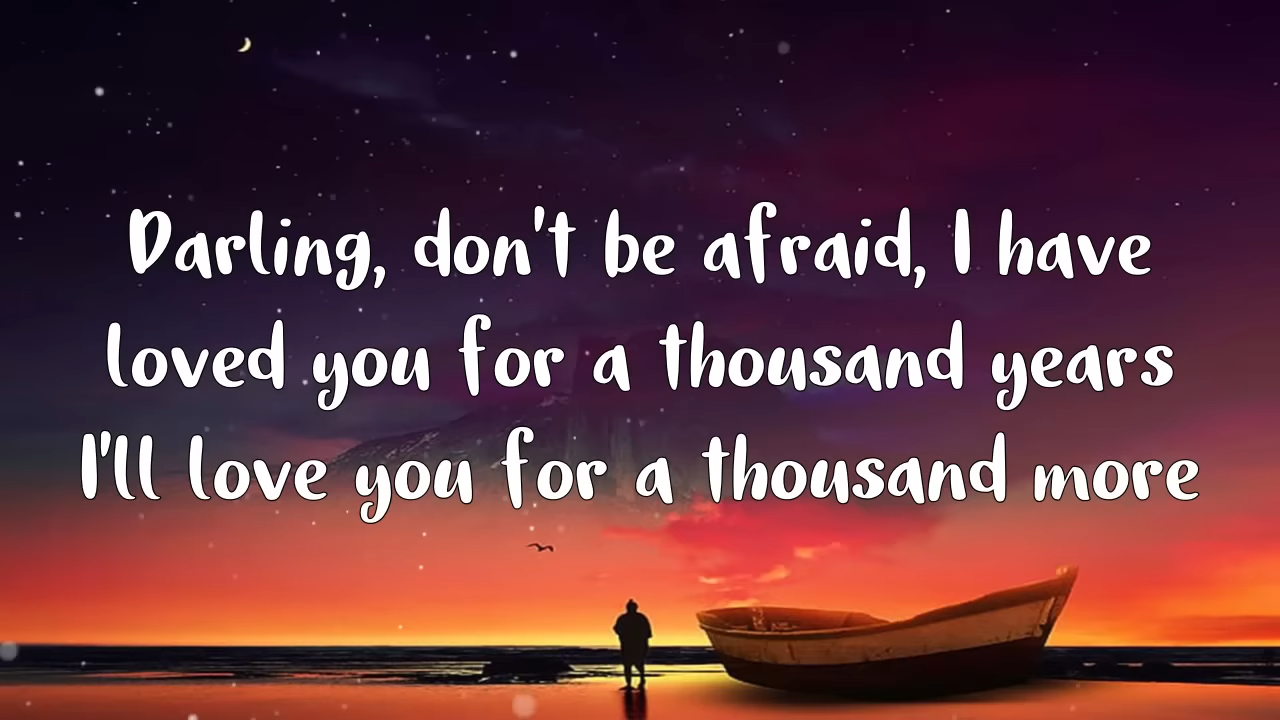 Darling, don't be afraid, I have
loved you for a thousand years
I'll love you for a thousand more